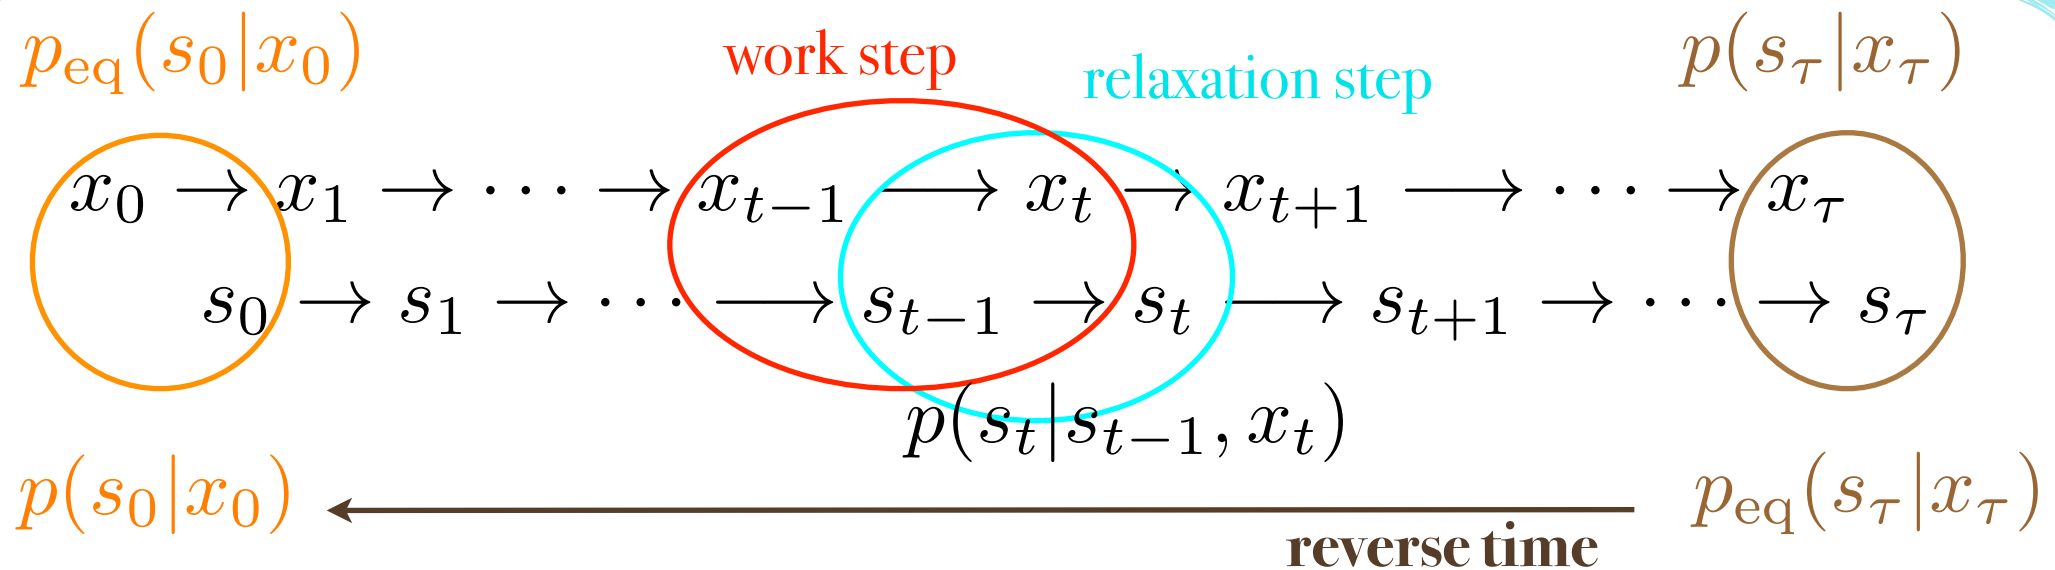 p_eq(s_0|x_0) work step relaxation step p(s_τ|x_τ)
x_0 → x_1 → ⋯ → x_{t−1} → x_t → x_{t+1} → ⋯ → x_τ
s_0 → s_1 → ⋯ → s_{t−1} → s_t → s_{t+1} → ⋯ → s_τ
p(s_t|s_{t−1}, x_t)
p(s_0|x_0) p_eq(s_τ|x_τ)
reverse time